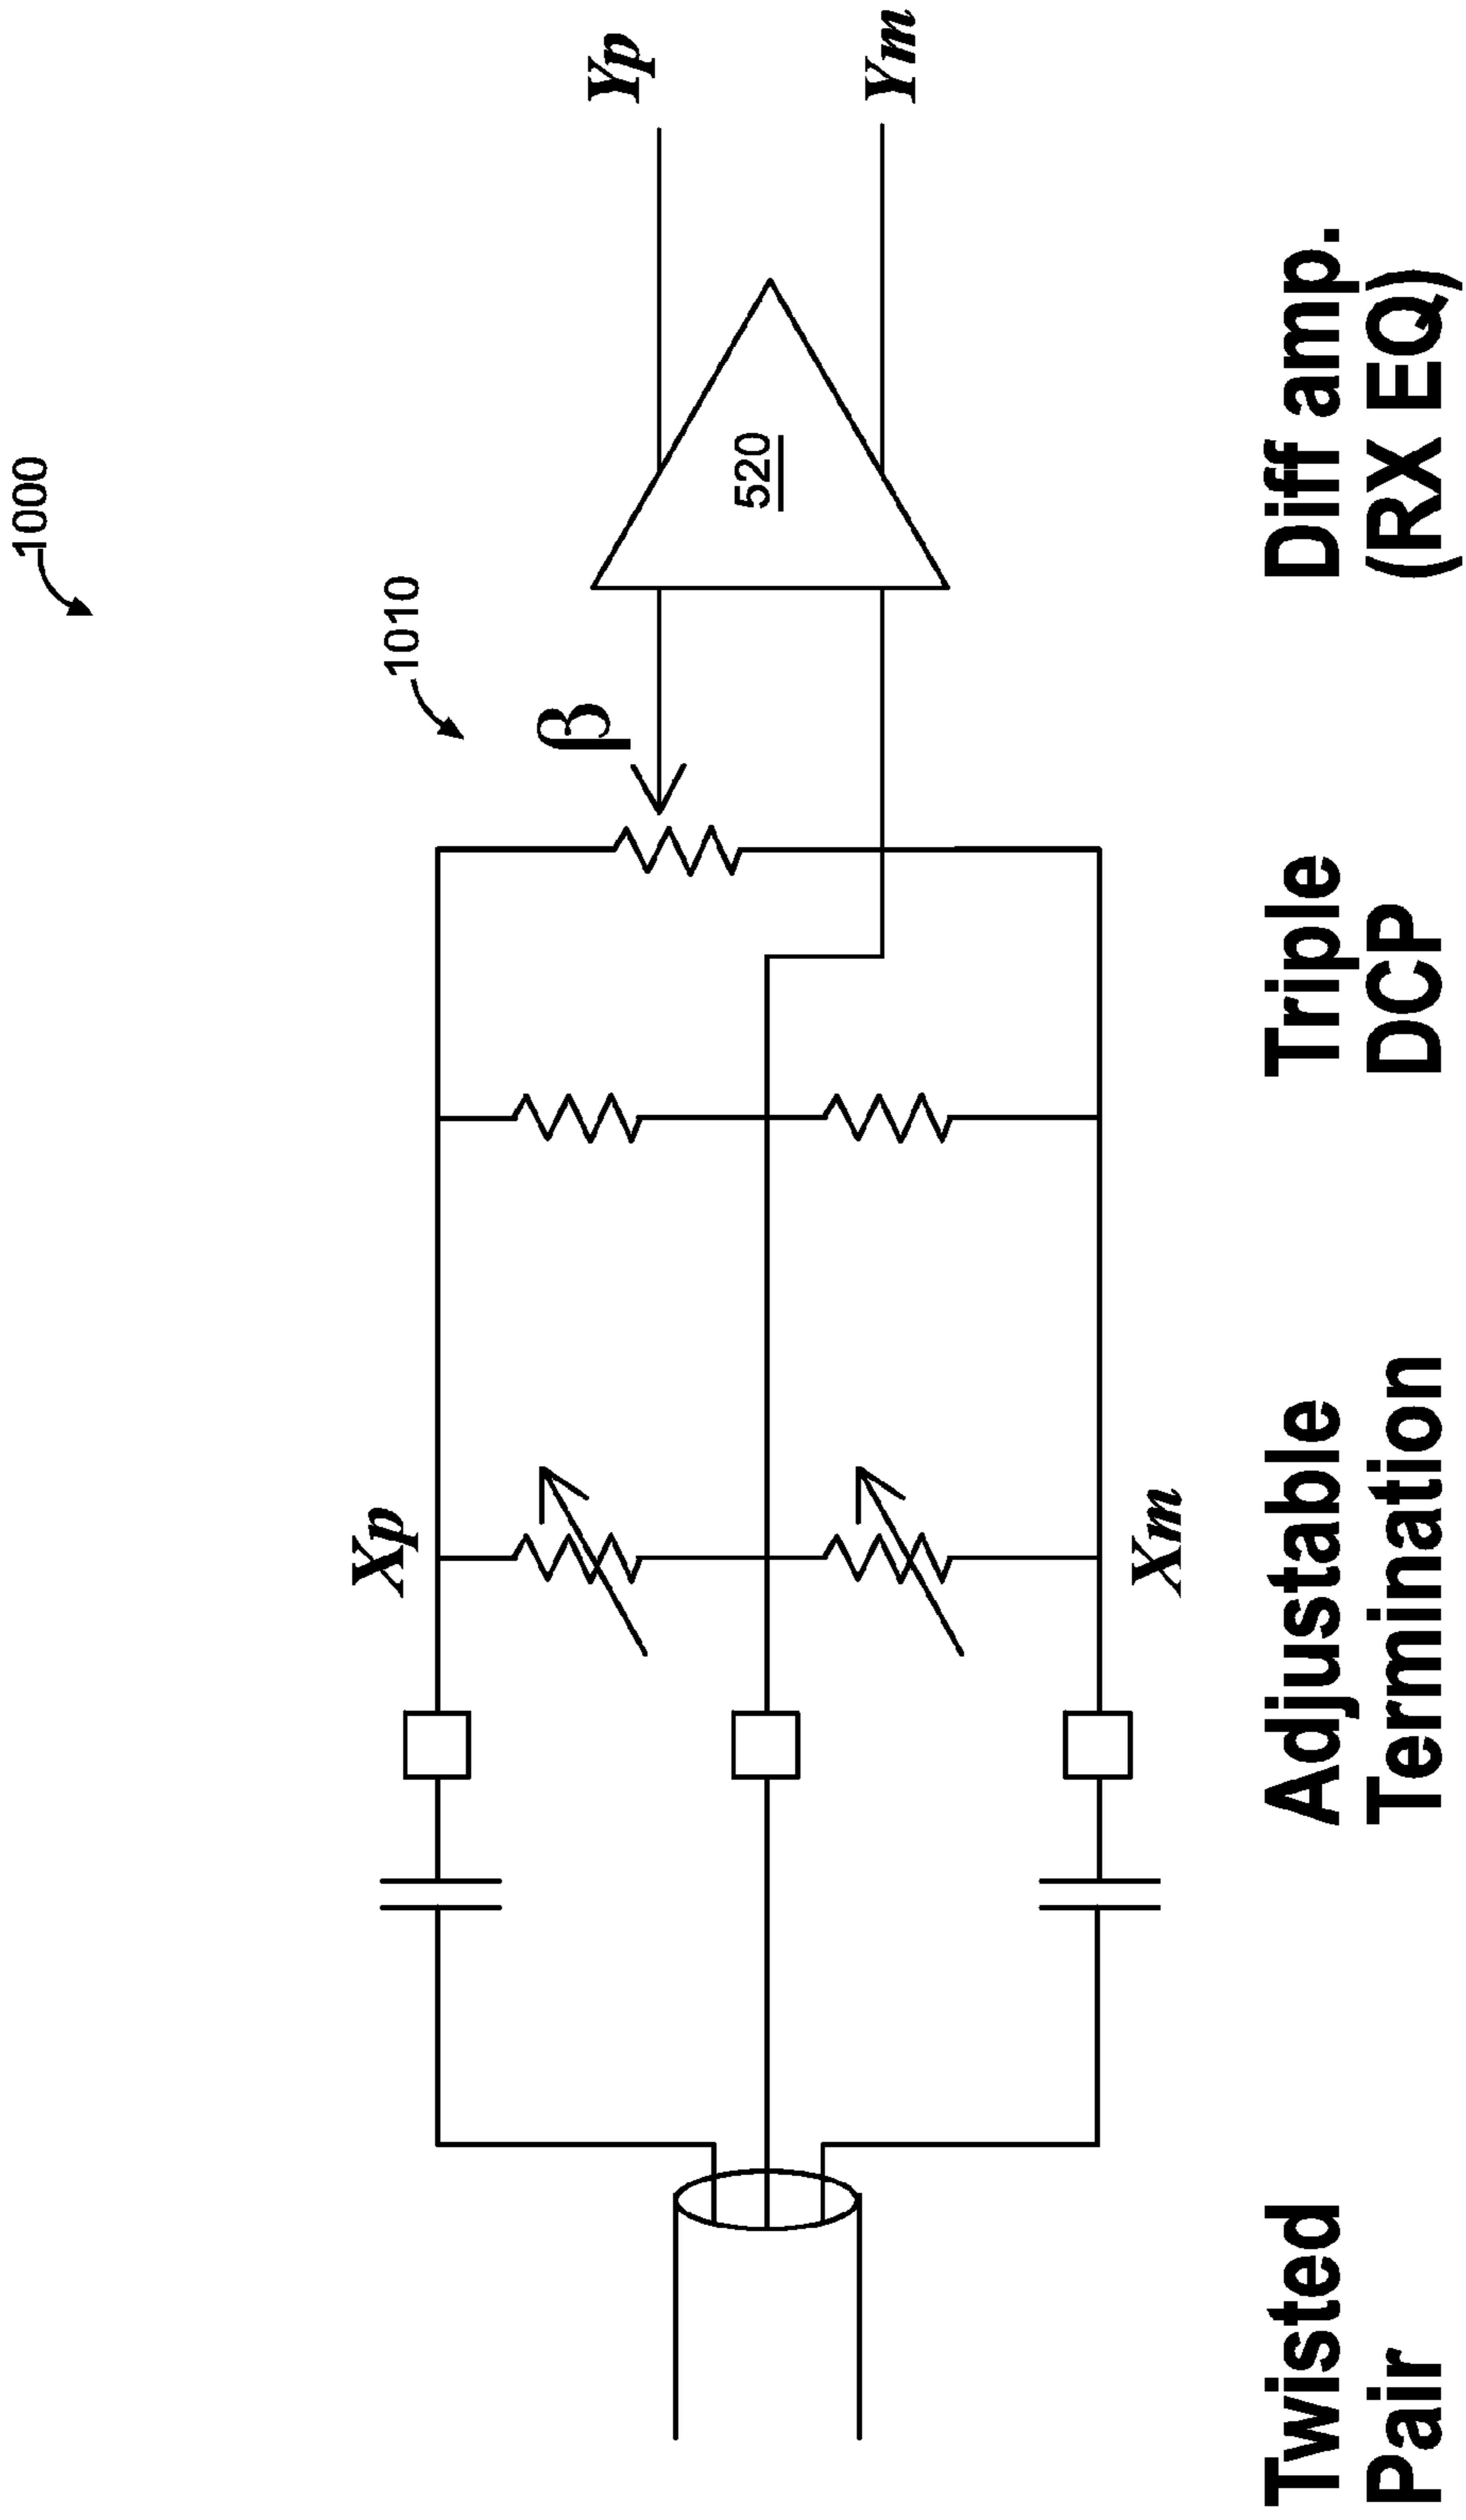 1000
1010
β
Yp
Ym
520
Xp
Xm
Twisted
Pair
Adjustable
Termination
Triple
DCP
Diff amp.
(RX EQ)